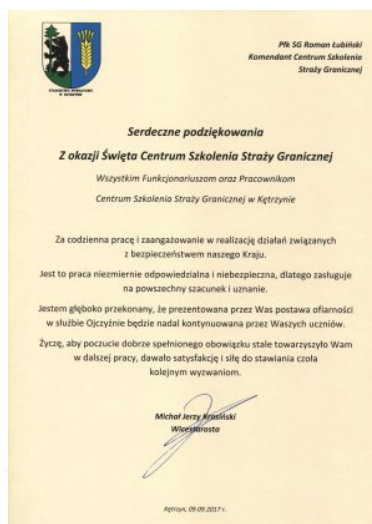 STAROSTWO POWIATOWE
W KĘTRZYNIE
Płk SG Roman Łubiński
Komendant Centrum Szkolenia
Straży Granicznej
Serdeczne podziękowania
Z okazji Święta Centrum Szkolenia Straży Granicznej
Wszystkim Funkcjonariuszom oraz Pracownikom
Centrum Szkolenia Straży Granicznej w Kętrzynie
Za codzienna pracę i zaangażowanie w realizację działań związanych
z bezpieczeństwem naszego Kraju.
Jest to praca niezmiernie odpowiedzialna i niebezpieczna, dlatego zasługuje
na powszechny szacunek i uznanie.
Jestem głęboko przekonany, że prezentowana przez Was postawa ofiarności
w służbie Ojczyźnie będzie nadal kontynuowana przez Waszych uczniów.
Życzę, aby poczucie dobrze spełnionego obowiązku stale towarzyszyło Wam
w dalszej pracy, dawało satysfakcję i siłę do stawiania czoła
kolejnym wyzwaniom.
Michał Jerzy Krasiński
Wicestarosta
Kętrzyn, 09.09.2017 r.